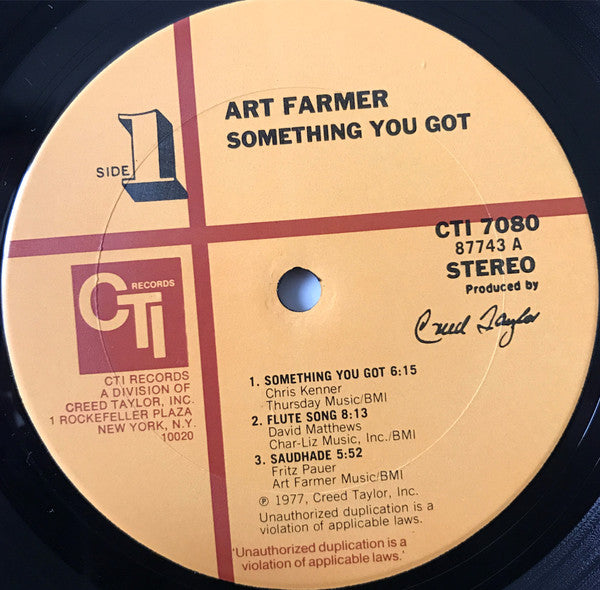 ART FARMER
SOMETHING YOU GOT
SIDE 1
CTI 7080
87743 A
STEREO
Produced by
Creed Taylor
CTI RECORDS
CTI RECORDS
A DIVISION OF
CREED TAYLOR, INC.
1 ROCKEFELLER PLAZA
NEW YORK, N.Y.
10020
1. SOMETHING YOU GOT 6:15
Chris Kenner
Thursday Music/BMI
2. FLUTE SONG 8:13
David Matthews
Char-Liz Music, Inc./BMI
3. SAUDHADE 5:52
Fritz Pauer
Art Farmer Music/BMI
℗ 1977, Creed Taylor, Inc.
Unauthorized duplication is a
violation of applicable laws.
'Unauthorized duplication is a
violation of applicable laws.'